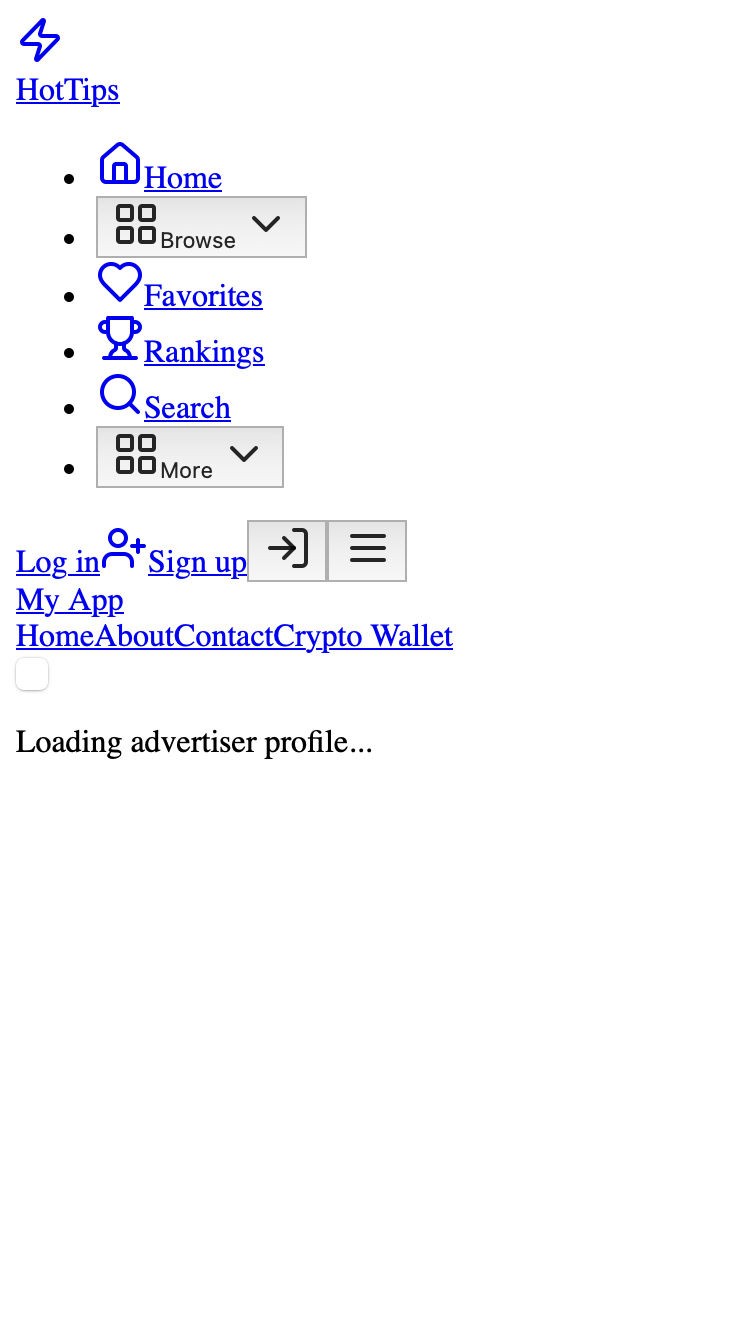 HotTips
Home
Browse
Favorites
Rankings
Search
More
Log in Sign up
My App
HomeAboutContactCrypto Wallet
Loading advertiser profile...